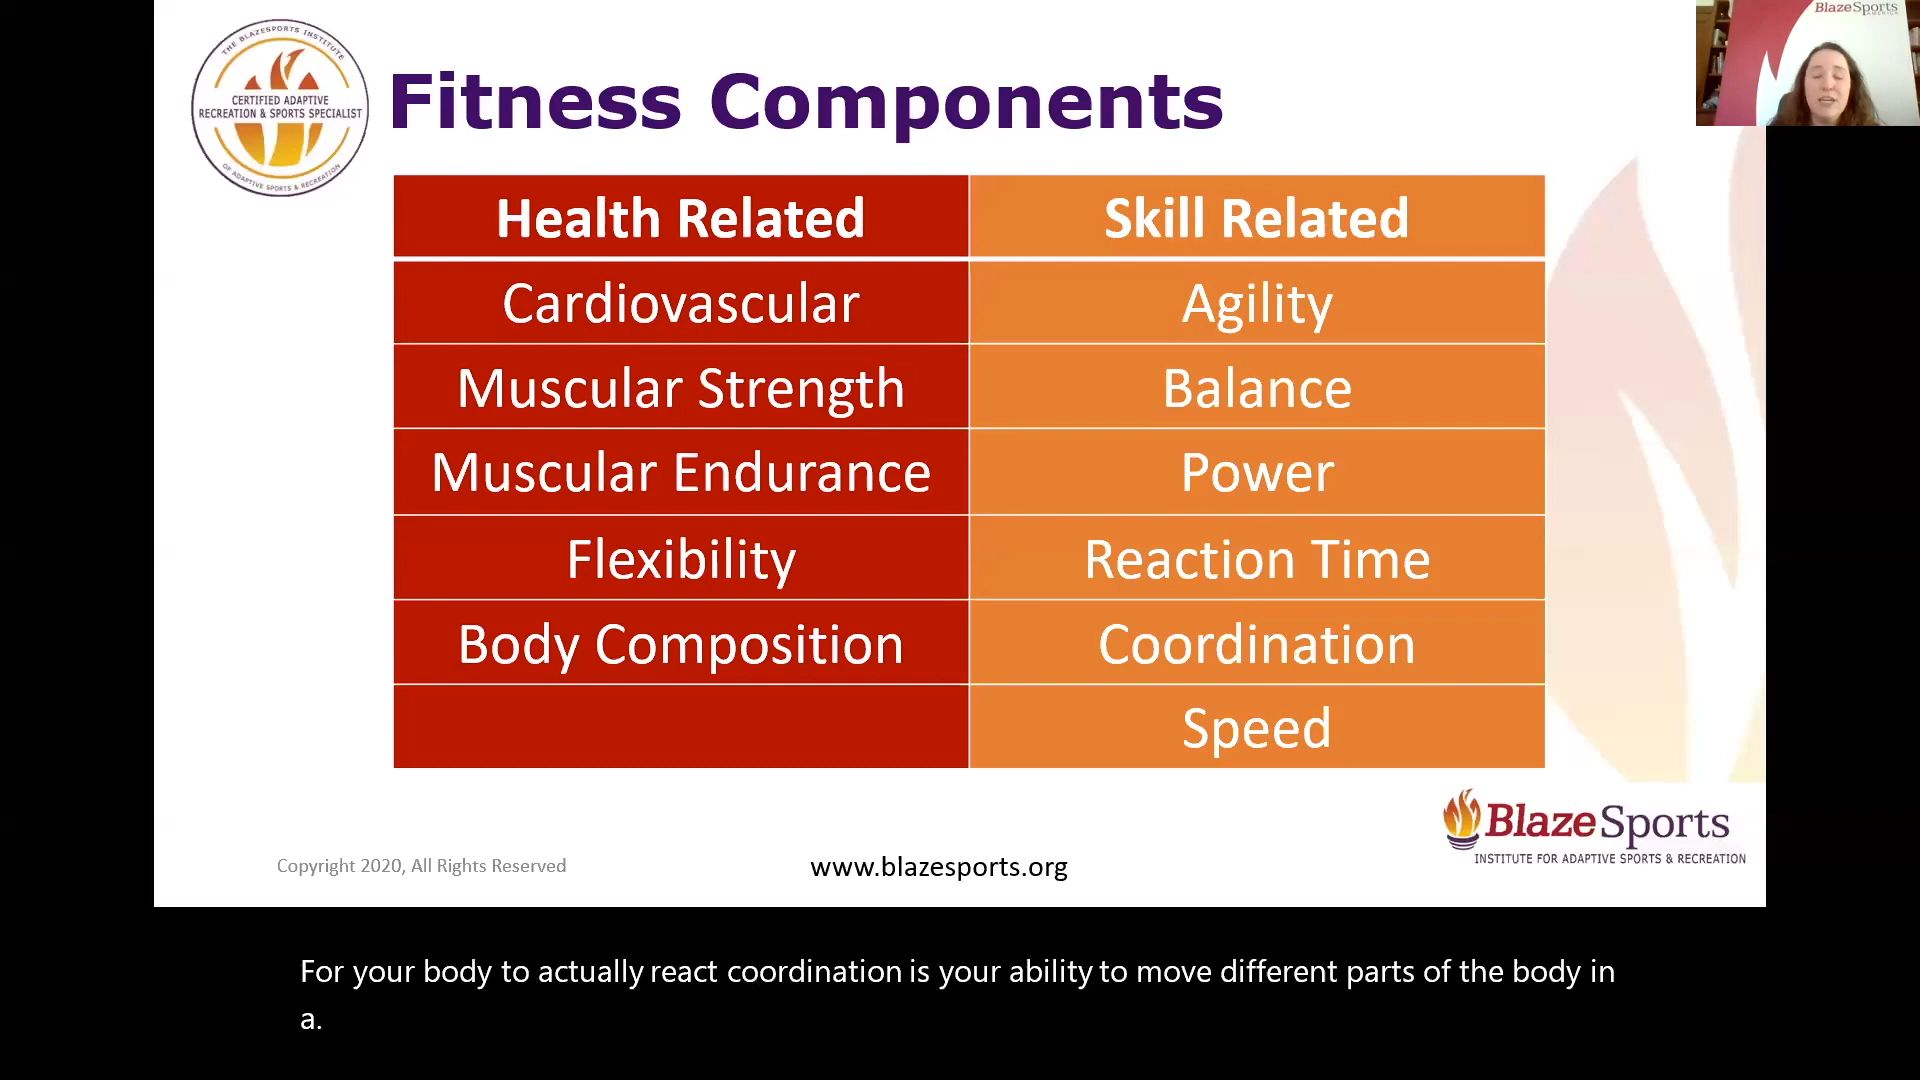 THE BLAZESPORTS INSTITUTE
CERTIFIED ADAPTIVE
RECREATION & SPORTS SPECIALIST
OF ADAPTIVE SPORTS & RECREATION
Fitness Components
BlazeSports
AMERICA
Health Related Skill Related
Cardiovascular Agility
Muscular Strength Balance
Muscular Endurance Power
Flexibility Reaction Time
Body Composition Coordination
Speed
BlazeSports
INSTITUTE FOR ADAPTIVE SPORTS & RECREATION
Copyright 2020, All Rights Reserved
www.blazesports.org
For your body to actually react coordination is your ability to move different parts of the body in
a.